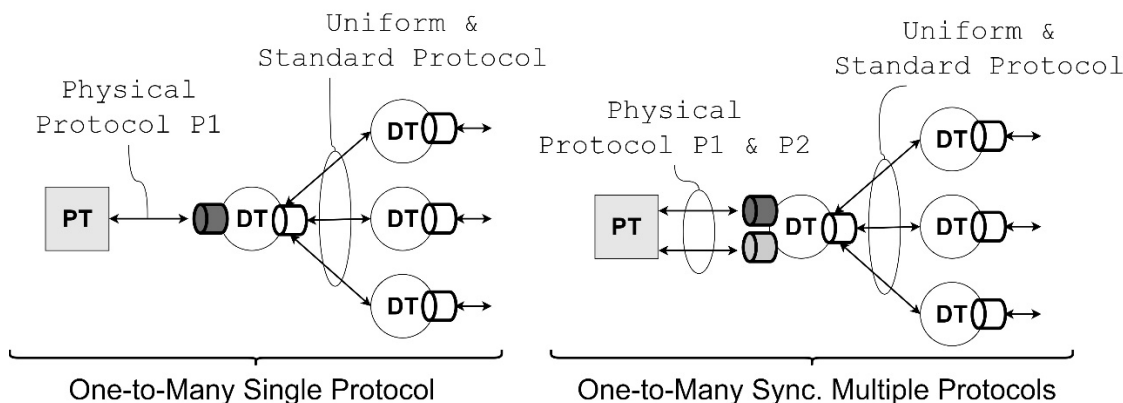 Uniform &
Standard Protocol
Physical
Protocol P1
PT
DT
DT
DT
DT
One-to-Many Single Protocol
Uniform &
Standard Protocol
Physical
Protocol P1 & P2
PT
DT
DT
DT
DT
One-to-Many Sync. Multiple Protocols